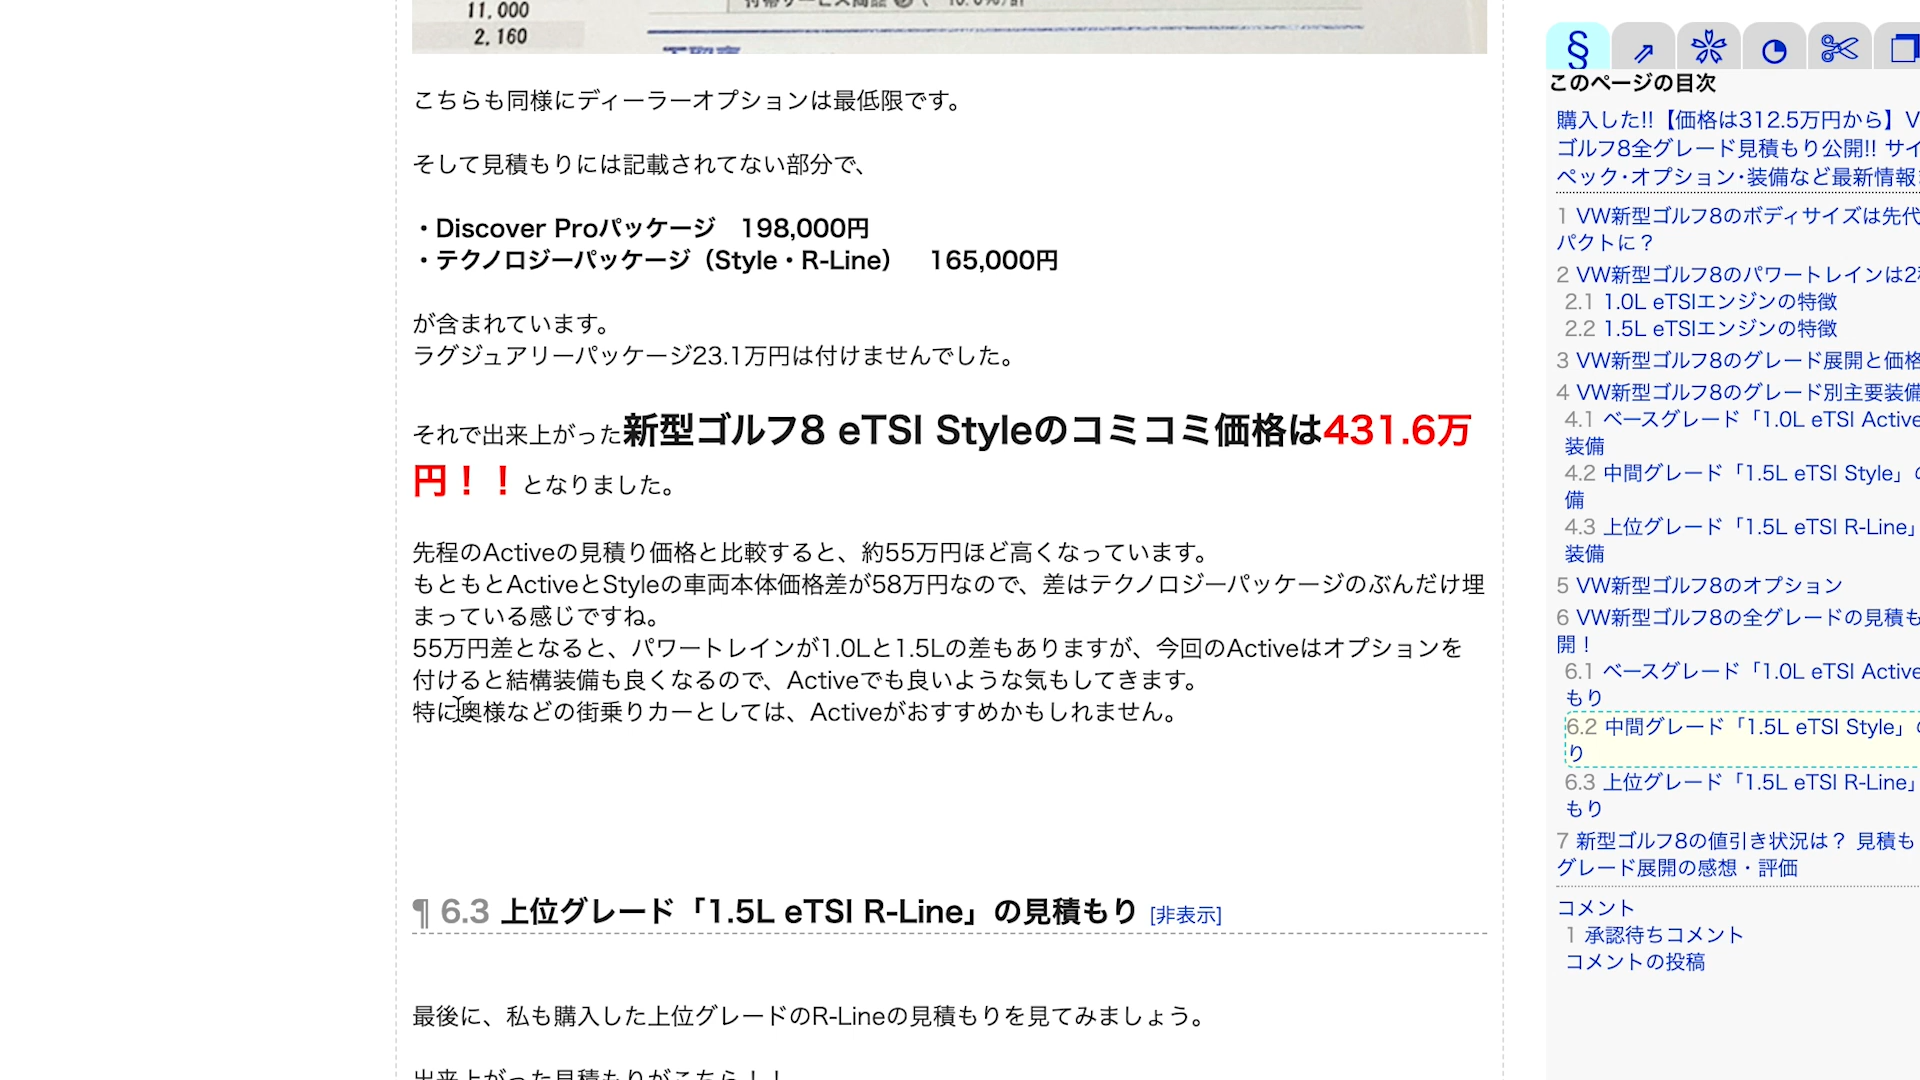 11,000
2,160
こちらも同様にディーラーオプションは最低限です。
そして見積もりには記載されてない部分で、
・Discover Proパッケージ　198,000円
・テクノロジーパッケージ（Style・R-Line）　165,000円
が含まれています。
ラグジュアリーパッケージ23.1万円は付けませんでした。
それで出来上がった新型ゴルフ8 eTSI Styleのコミコミ価格は431.6万
円！！となりました。
先程のActiveの見積り価格と比較すると、約55万円ほど高くなっています。
もともとActiveとStyleの車両本体価格差が58万円なので、差はテクノロジーパッケージのぶんだけ埋
まっている感じですね。
55万円差となると、パワートレインが1.0Lと1.5Lの差もありますが、今回のActiveはオプションを
付けると結構装備も良くなるので、Activeでも良いような気もしてきます。
特に奥様などの街乗りカーとしては、Activeがおすすめかもしれません。
¶ 6.3 上位グレード「1.5L eTSI R-Line」の見積もり [非表示]
最後に、私も購入した上位グレードのR-Lineの見積もりを見てみましょう。
出来上がった見積もりがこちら！！
§
このページの目次
購入した!!【価格は312.5万円から】V
ゴルフ8全グレード見積もり公開!! サイ
ペック･オプション･装備など最新情報
1 VW新型ゴルフ8のボディサイズは先代
パクトに？
2 VW新型ゴルフ8のパワートレインは2
2.1 1.0L eTSIエンジンの特徴
2.2 1.5L eTSIエンジンの特徴
3 VW新型ゴルフ8のグレード展開と価格
4 VW新型ゴルフ8のグレード別主要装備
4.1 ベースグレード「1.0L eTSI Active
装備
4.2 中間グレード「1.5L eTSI Style」
備
4.3 上位グレード「1.5L eTSI R-Line」
装備
5 VW新型ゴルフ8のオプション
6 VW新型ゴルフ8の全グレードの見積も
開！
6.1 ベースグレード「1.0L eTSI Active
もり
6.2 中間グレード「1.5L eTSI Style」
り
6.3 上位グレード「1.5L eTSI R-Line」
もり
7 新型ゴルフ8の値引き状況は？ 見積も
グレード展開の感想・評価
コメント
1 承認待ちコメント
コメントの投稿